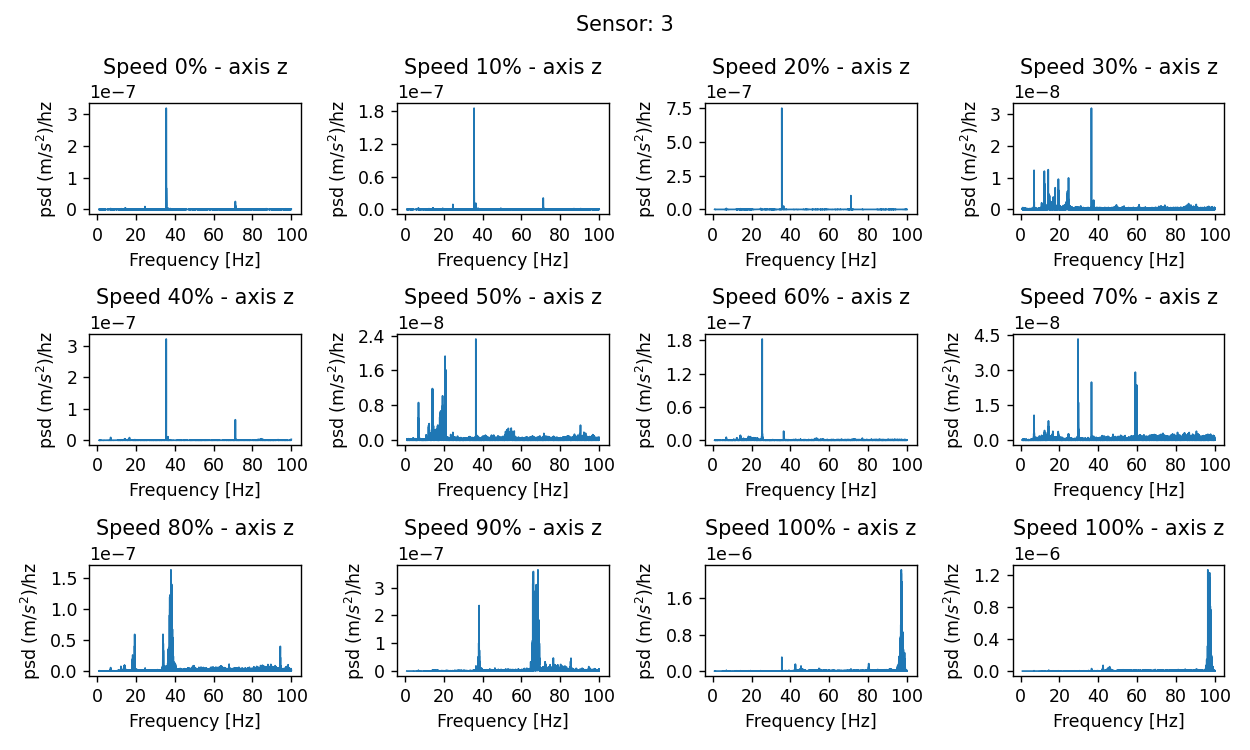 Sensor: 3
Speed 0% - axis z Speed 10% - axis z Speed 20% - axis z Speed 30% - axis z
1e−7 1e−7 1e−7 1e−8
psd (m/s²)/hz psd (m/s²)/hz psd (m/s²)/hz psd (m/s²)/hz
3 1.8 7.5 3
2 1.2 5.0 2
1 0.6 2.5 1
0 0.0 0.0 0
0 20 40 60 80 100 0 20 40 60 80 100 0 20 40 60 80 100 0 20 40 60 80 100
Frequency [Hz] Frequency [Hz] Frequency [Hz] Frequency [Hz]
Speed 40% - axis z Speed 50% - axis z Speed 60% - axis z Speed 70% - axis z
1e−7 1e−8 1e−7 1e−8
psd (m/s²)/hz psd (m/s²)/hz psd (m/s²)/hz psd (m/s²)/hz
3 2.4 1.8 4.5
2 1.6 1.2 3.0
1 0.8 0.6 1.5
0 0.0 0.0 0.0
0 20 40 60 80 100 0 20 40 60 80 100 0 20 40 60 80 100 0 20 40 60 80 100
Frequency [Hz] Frequency [Hz] Frequency [Hz] Frequency [Hz]
Speed 80% - axis z Speed 90% - axis z Speed 100% - axis z Speed 100% - axis z
1e−7 1e−7 1e−6 1e−6
psd (m/s²)/hz psd (m/s²)/hz psd (m/s²)/hz psd (m/s²)/hz
1.5 3 1.6 1.2
1.0 2 0.8 0.8
0.5 1 0.0 0.4
0.0 0 0.0
0 20 40 60 80 100 0 20 40 60 80 100 0 20 40 60 80 100 0 20 40 60 80 100
Frequency [Hz] Frequency [Hz] Frequency [Hz] Frequency [Hz]